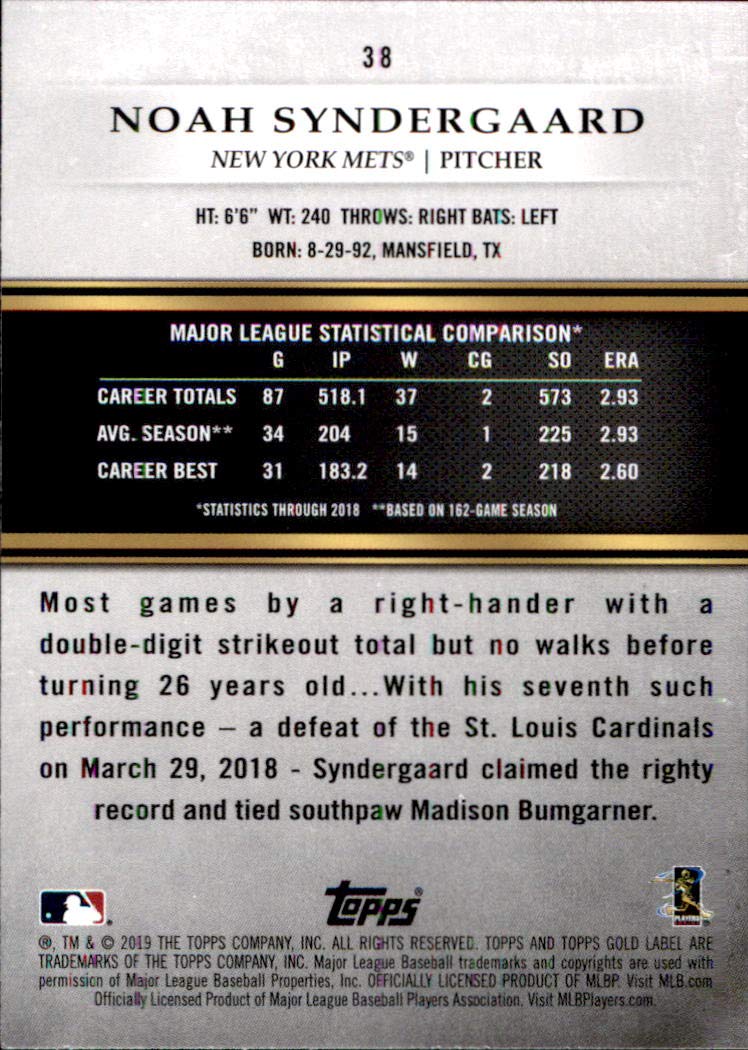 38
NOAH SYNDERGAARD
NEW YORK METS® | PITCHER
HT: 6'6" WT: 240 THROWS: RIGHT BATS: LEFT
BORN: 8-29-92, MANSFIELD, TX
MAJOR LEAGUE STATISTICAL COMPARISON*
G IP W CG SO ERA
CAREER TOTALS 87 518.1 37 2 573 2.93
AVG. SEASON** 34 204 15 1 225 2.93
CAREER BEST 31 183.2 14 2 218 2.60
*STATISTICS THROUGH 2018 **BASED ON 162-GAME SEASON
Most games by a right-hander with a
double-digit strikeout total but no walks before
turning 26 years old...With his seventh such
performance – a defeat of the St. Louis Cardinals
on March 29, 2018 - Syndergaard claimed the righty
record and tied southpaw Madison Bumgarner.
Topps®
PLAYERS
®, TM & © 2019 THE TOPPS COMPANY, INC. ALL RIGHTS RESERVED. TOPPS AND TOPPS GOLD LABEL ARE
TRADEMARKS OF THE TOPPS COMPANY, INC. Major League Baseball trademarks and copyrights are used with
permission of Major League Baseball Properties, Inc. OFFICIALLY LICENSED PRODUCT OF MLBP. Visit MLB.com
Officially Licensed Product of Major League Baseball Players Association. Visit MLBPlayers.com.